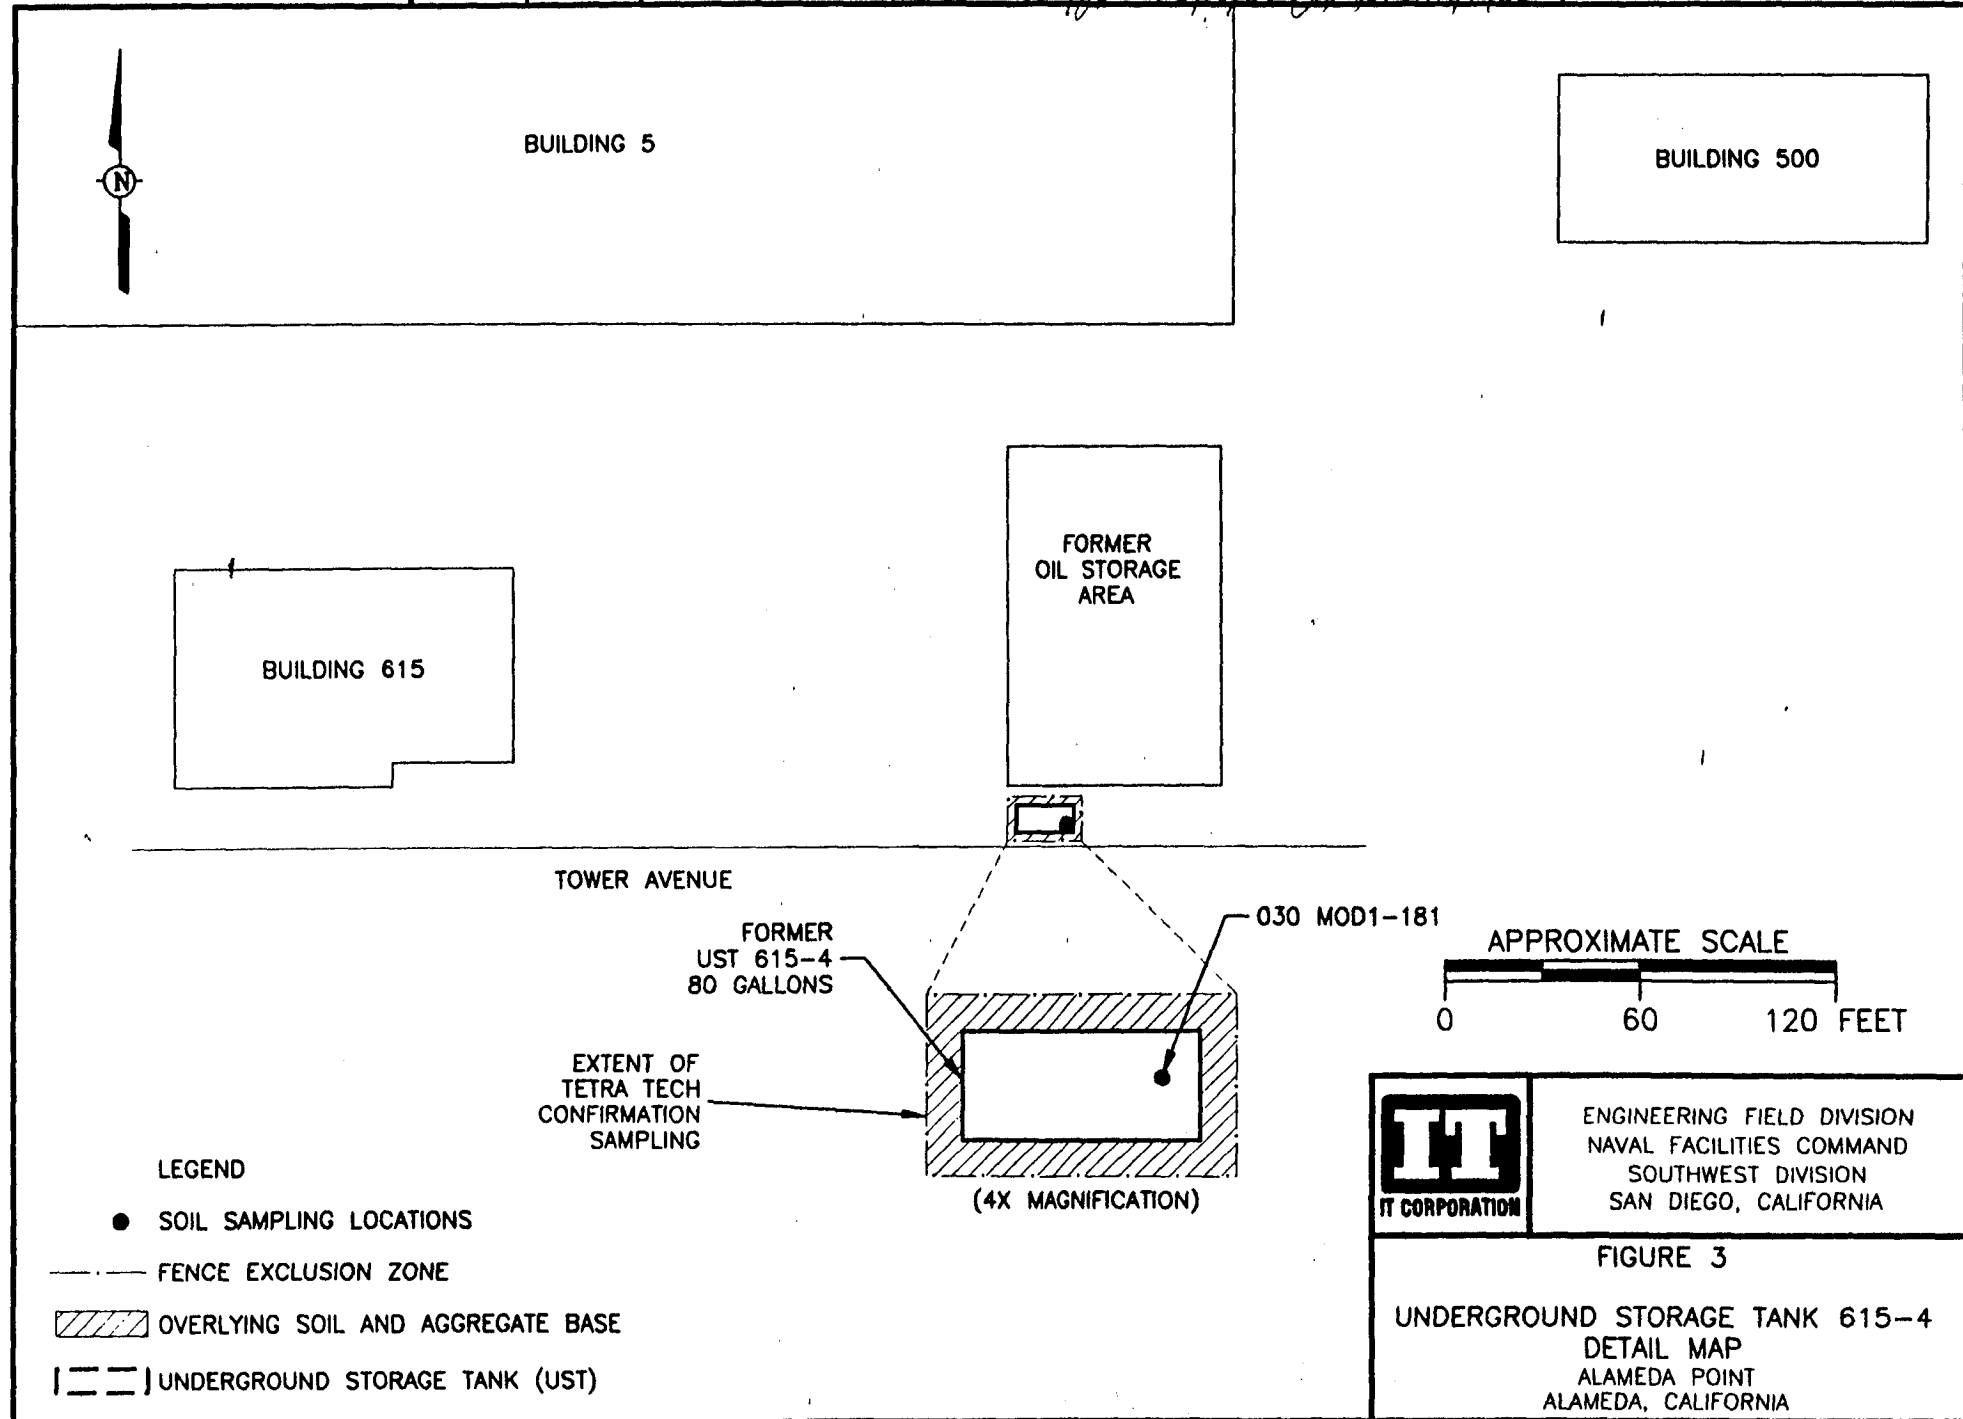 BUILDING 5
BUILDING 500
N
FORMER
OIL STORAGE
AREA
BUILDING 615
TOWER AVENUE
FORMER
UST 615-4
80 GALLONS
030 MOD1-181
EXTENT OF
TETRA TECH
CONFIRMATION
SAMPLING
(4X MAGNIFICATION)
APPROXIMATE SCALE
0 60 120 FEET
LEGEND
SOIL SAMPLING LOCATIONS
FENCE EXCLUSION ZONE
OVERLYING SOIL AND AGGREGATE BASE
UNDERGROUND STORAGE TANK (UST)
IT
IT CORPORATION
ENGINEERING FIELD DIVISION
NAVAL FACILITIES COMMAND
SOUTHWEST DIVISION
SAN DIEGO, CALIFORNIA
FIGURE 3
UNDERGROUND STORAGE TANK 615-4
DETAIL MAP
ALAMEDA POINT
ALAMEDA, CALIFORNIA